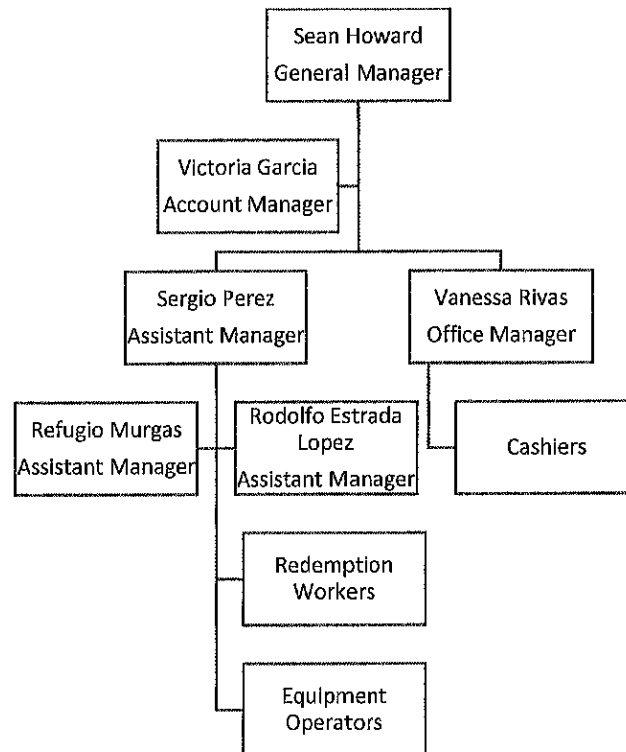 Sean Howard
General Manager
Victoria Garcia
Account Manager
Sergio Perez
Assistant Manager
Vanessa Rivas
Office Manager
Refugio Murgas
Assistant Manager
Rodolfo Estrada
Lopez
Assistant Manager
Cashiers
Redemption
Workers
Equipment
Operators